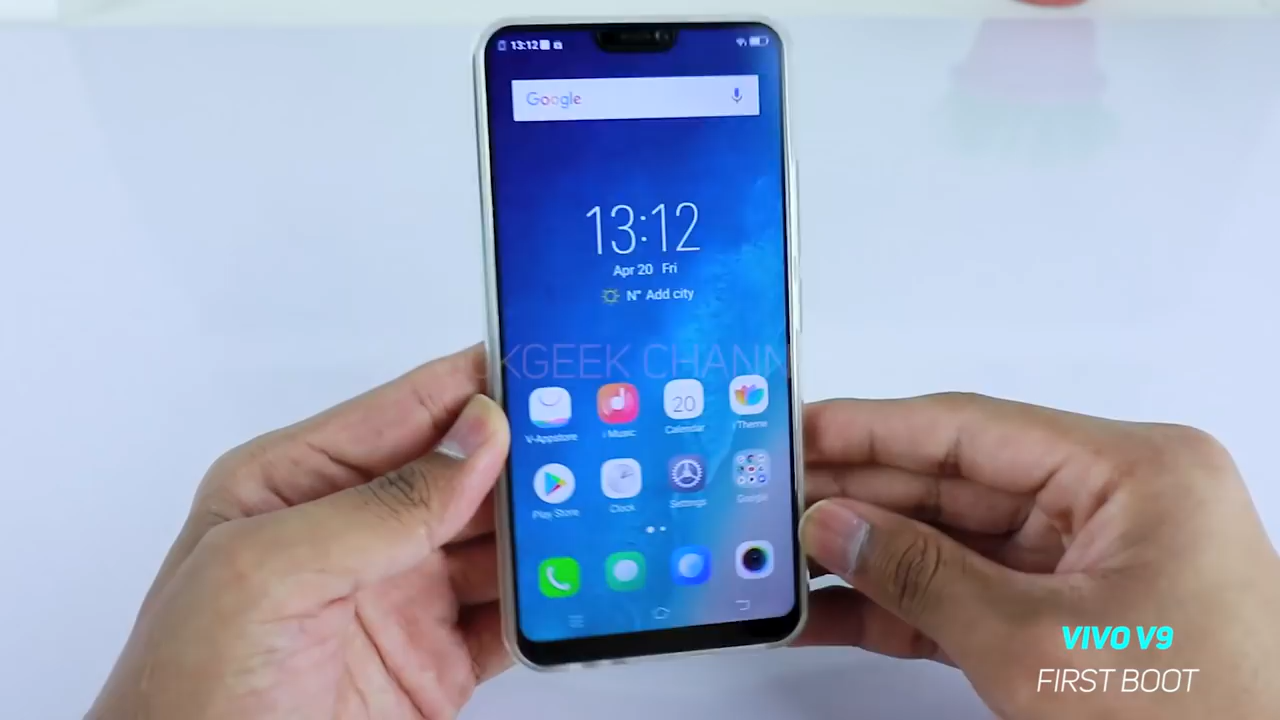 13:12
Google
13:12
Apr 20 Fri
N° Add city
KGEEK CHANN
V-Appstore
i Music
20
Calendar
i Theme
Play Store
Clock
Settings
Google
VIVO V9
FIRST BOOT